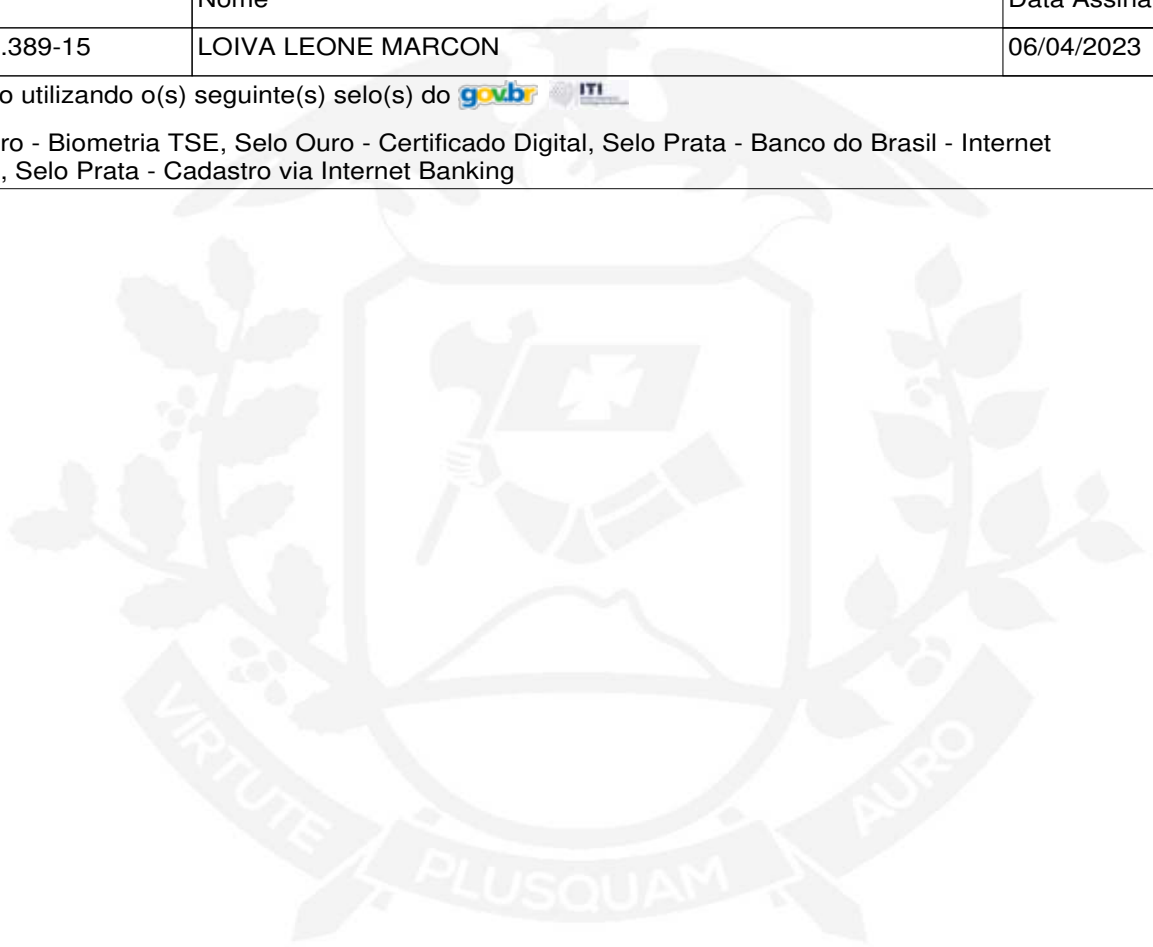 Nome Data Assina
.389-15 LOIVA LEONE MARCON 06/04/2023
o utilizando o(s) seguinte(s) selo(s) do gov.br ITI
ro - Biometria TSE, Selo Ouro - Certificado Digital, Selo Prata - Banco do Brasil - Internet
, Selo Prata - Cadastro via Internet Banking
VIRTUTE PLUSQUAM AURO